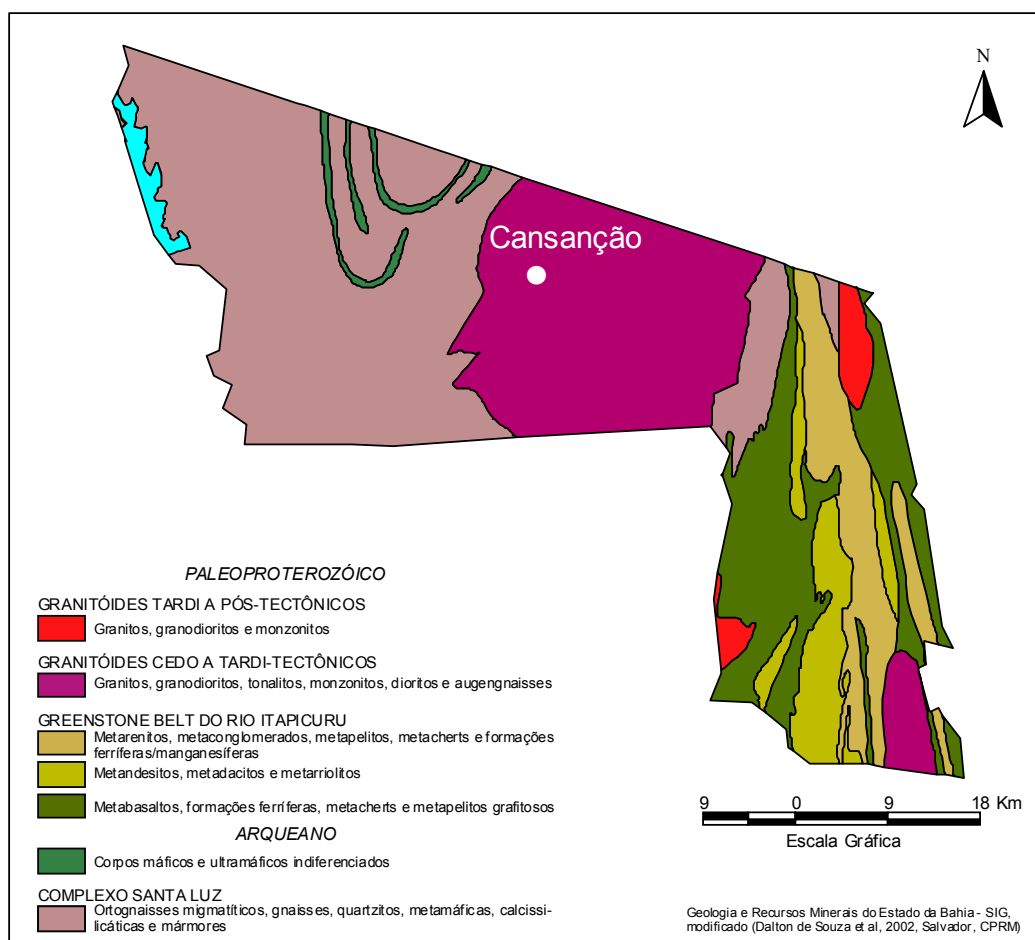 N
Cansanção
PALEOPROTEROZÓICO
GRANITÓIDES TARDI A PÓS-TECTÔNICOS
Granitos, granodioritos e monzonitos
GRANITÓIDES CEDO A TARDI-TECTÔNICOS
Granitos, granodioritos, tonalitos, monzonitos, dioritos e augengnaisses
GREENSTONE BELT DO RIO ITAPICURU
Metarenitos, metaconglomerados, metapelitos, metacherts e formações
ferríferas/manganesíferas
Metandesitos, metadacitos e metarriolitos
Metabasaltos, formações ferríferas, metacherts e metapelitos grafitosos
ARQUEANO
Corpos máficos e ultramáficos indiferenciados
COMPLEXO SANTA LUZ
Ortognaisses migmatíticos, gnaisses, quartzitos, metamáficas, calcissi-
licáticas e mármores
9 0 9 18 Km
Escala Gráfica
Geologia e Recursos Minerais do Estado da Bahia - SIG,
modificado (Dalton de Souza et al, 2002, Salvador, CPRM)